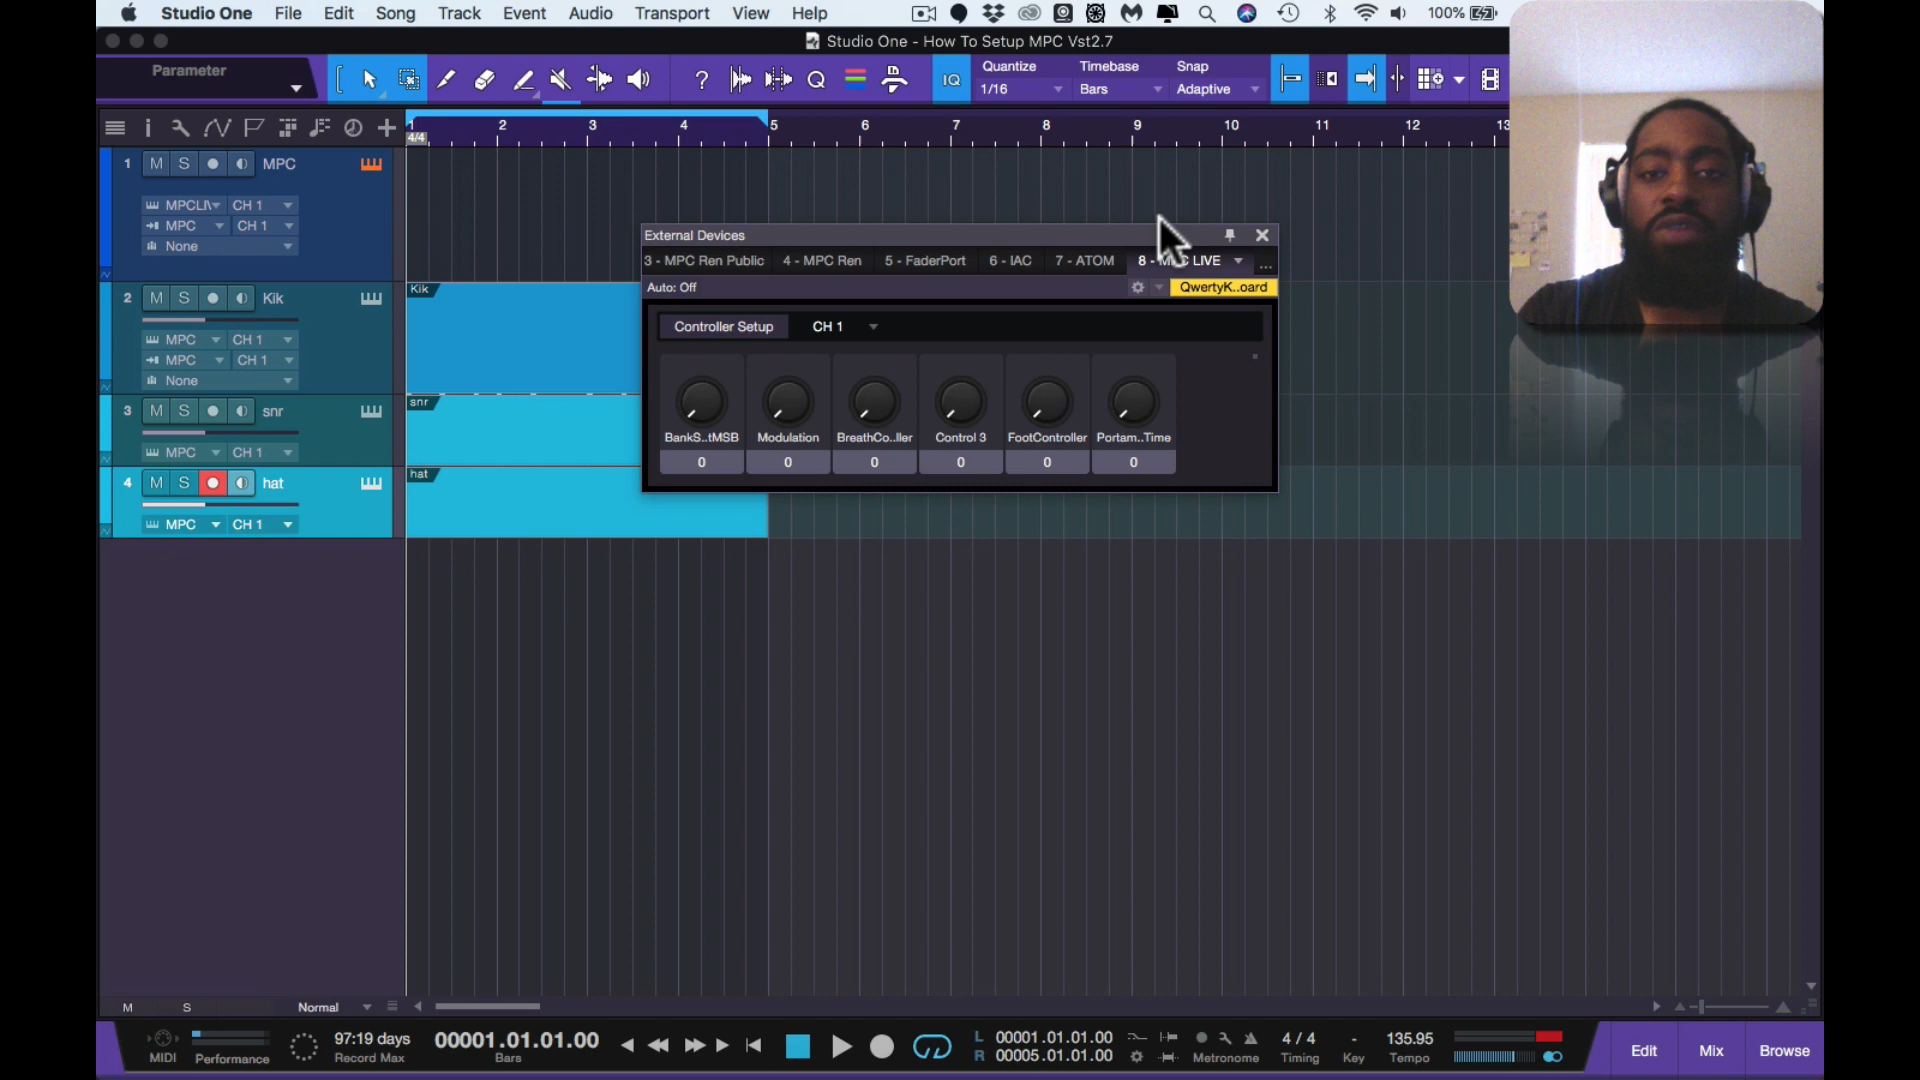 Studio One File Edit Song Track Event Audio Transport View Help 100%
Studio One - How To Setup MPC Vst2.7
Parameter
Quantize Timebase Snap
1/16 Bars Adaptive
IQ
1 2 3 4 5 6 7 8 9 10 11 12 13
4/4
1 M S MPC
MPCLI CH 1
MPC CH 1
None
2 M S Kik
MPC CH 1
MPC CH 1
None
3 M S snr
MPC CH 1
4 M S hat
MPC CH 1
Kik
snr
hat
External Devices
3 - MPC Ren Public 4 - MPC Ren 5 - FaderPort 6 - IAC 7 - ATOM 8 - MPC LIVE ...
Auto: Off QwertyK..oard
Controller Setup CH 1
BankS..tMSB Modulation BreathCo..ller Control 3 FootController Portam..Time
0 0 0 0 0 0
M S Normal
97:19 days 00001.01.01.00 L 00001.01.01.00 4 / 4 - 135.95
MIDI Performance Record Max Bars R 00005.01.01.00 Metronome Timing Key Tempo
Edit Mix Browse